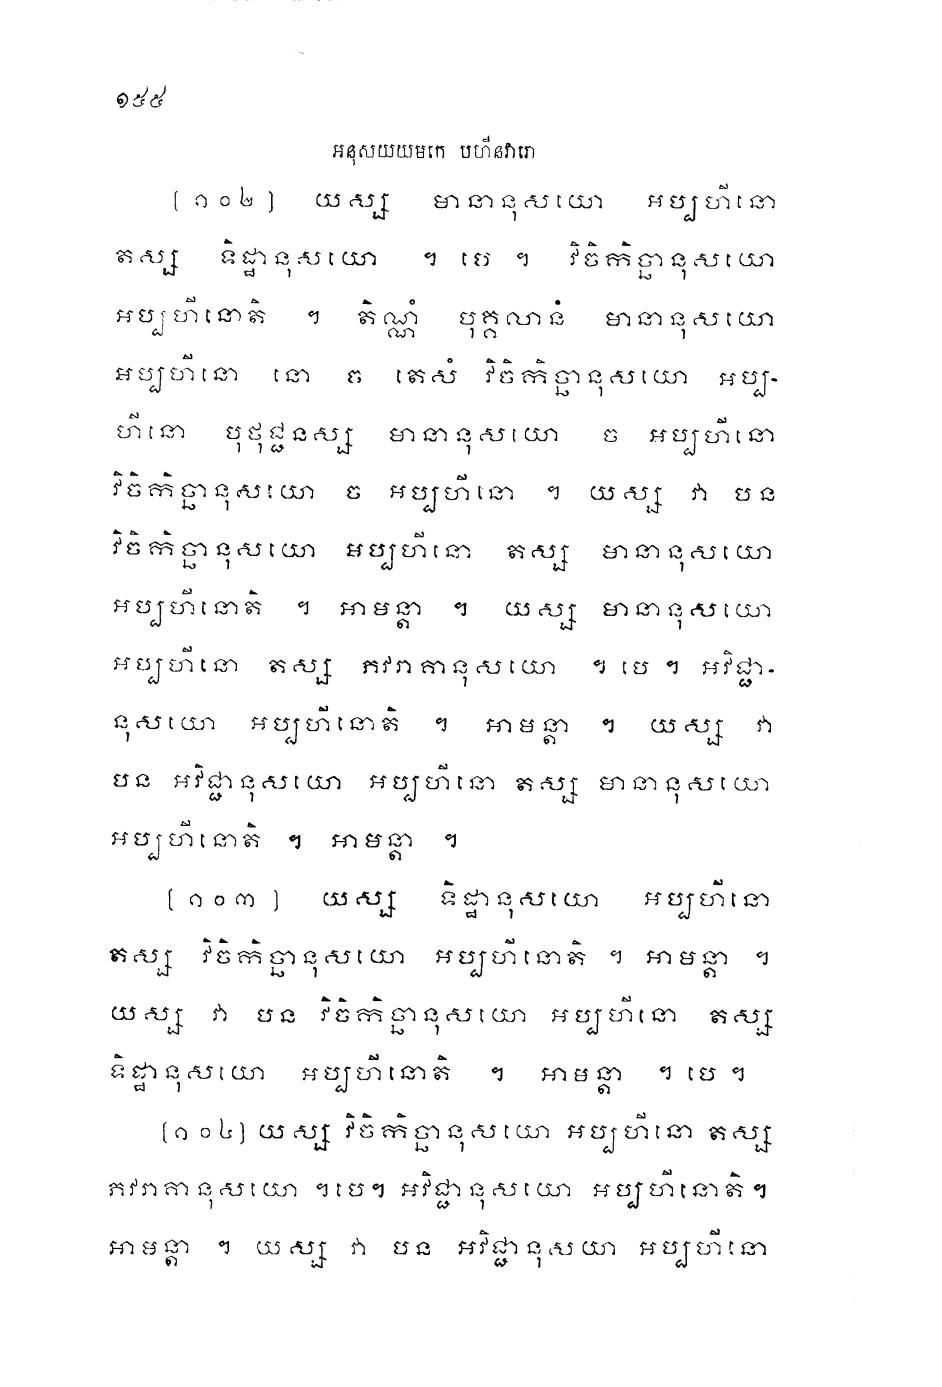 ១៥៥
អនុសយយមកេ បហីនវារោ
(១០២) យស្ស មានានុសយោ អប្បហីនោ
តស្ស ទិដ្ឋានុសយោ ។ បេ ។ វិចិកិច្ឆានុសយោ
អប្បហីនោតិ ។ តិណ្ណំ បុគ្គលានំ មានានុសយោ
អប្បហីនោ នោ ច តេសំ វិចិកិច្ឆានុសយោ អប្ប-
ហីនោ បុថុជ្ជនស្ស មានានុសយោ ច អប្បហីនោ
វិចិកិច្ឆានុសយោ ច អប្បហីនោ ។ យស្ស វា បន
វិចិកិច្ឆានុសយោ អប្បហីនោ តស្ស មានានុសយោ
អប្បហីនោតិ ។ អាមន្តា ។ យស្ស មានានុសយោ
អប្បហីនោ តស្ស ភវរាគានុសយោ ។ បេ ។ អវិជ្ជា-
នុសយោ អប្បហីនោតិ ។ អាមន្តា ។ យស្ស វា
បន អវិជ្ជានុសយោ អប្បហីនោ តស្ស មានានុសយោ
អប្បហីនោតិ ។ អាមន្តា ។
(១០៣) យស្ស ទិដ្ឋានុសយោ អប្បហីនោ
តស្ស វិចិកិច្ឆានុសយោ អប្បហីនោតិ ។ អាមន្តា ។
យស្ស វា បន វិចិកិច្ឆានុសយោ អប្បហីនោ តស្ស
ទិដ្ឋានុសយោ អប្បហីនោតិ ។ អាមន្តា ។ បេ ។
(១០៤) យស្ស វិចិកិច្ឆានុសយោ អប្បហីនោ តស្ស
ភវរាគានុសយោ ។បេ។ អវិជ្ជានុសយោ អប្បហីនោតិ។
អាមន្តា ។ យស្ស វា បន អវិជ្ជានុសយា អប្បហីនោ